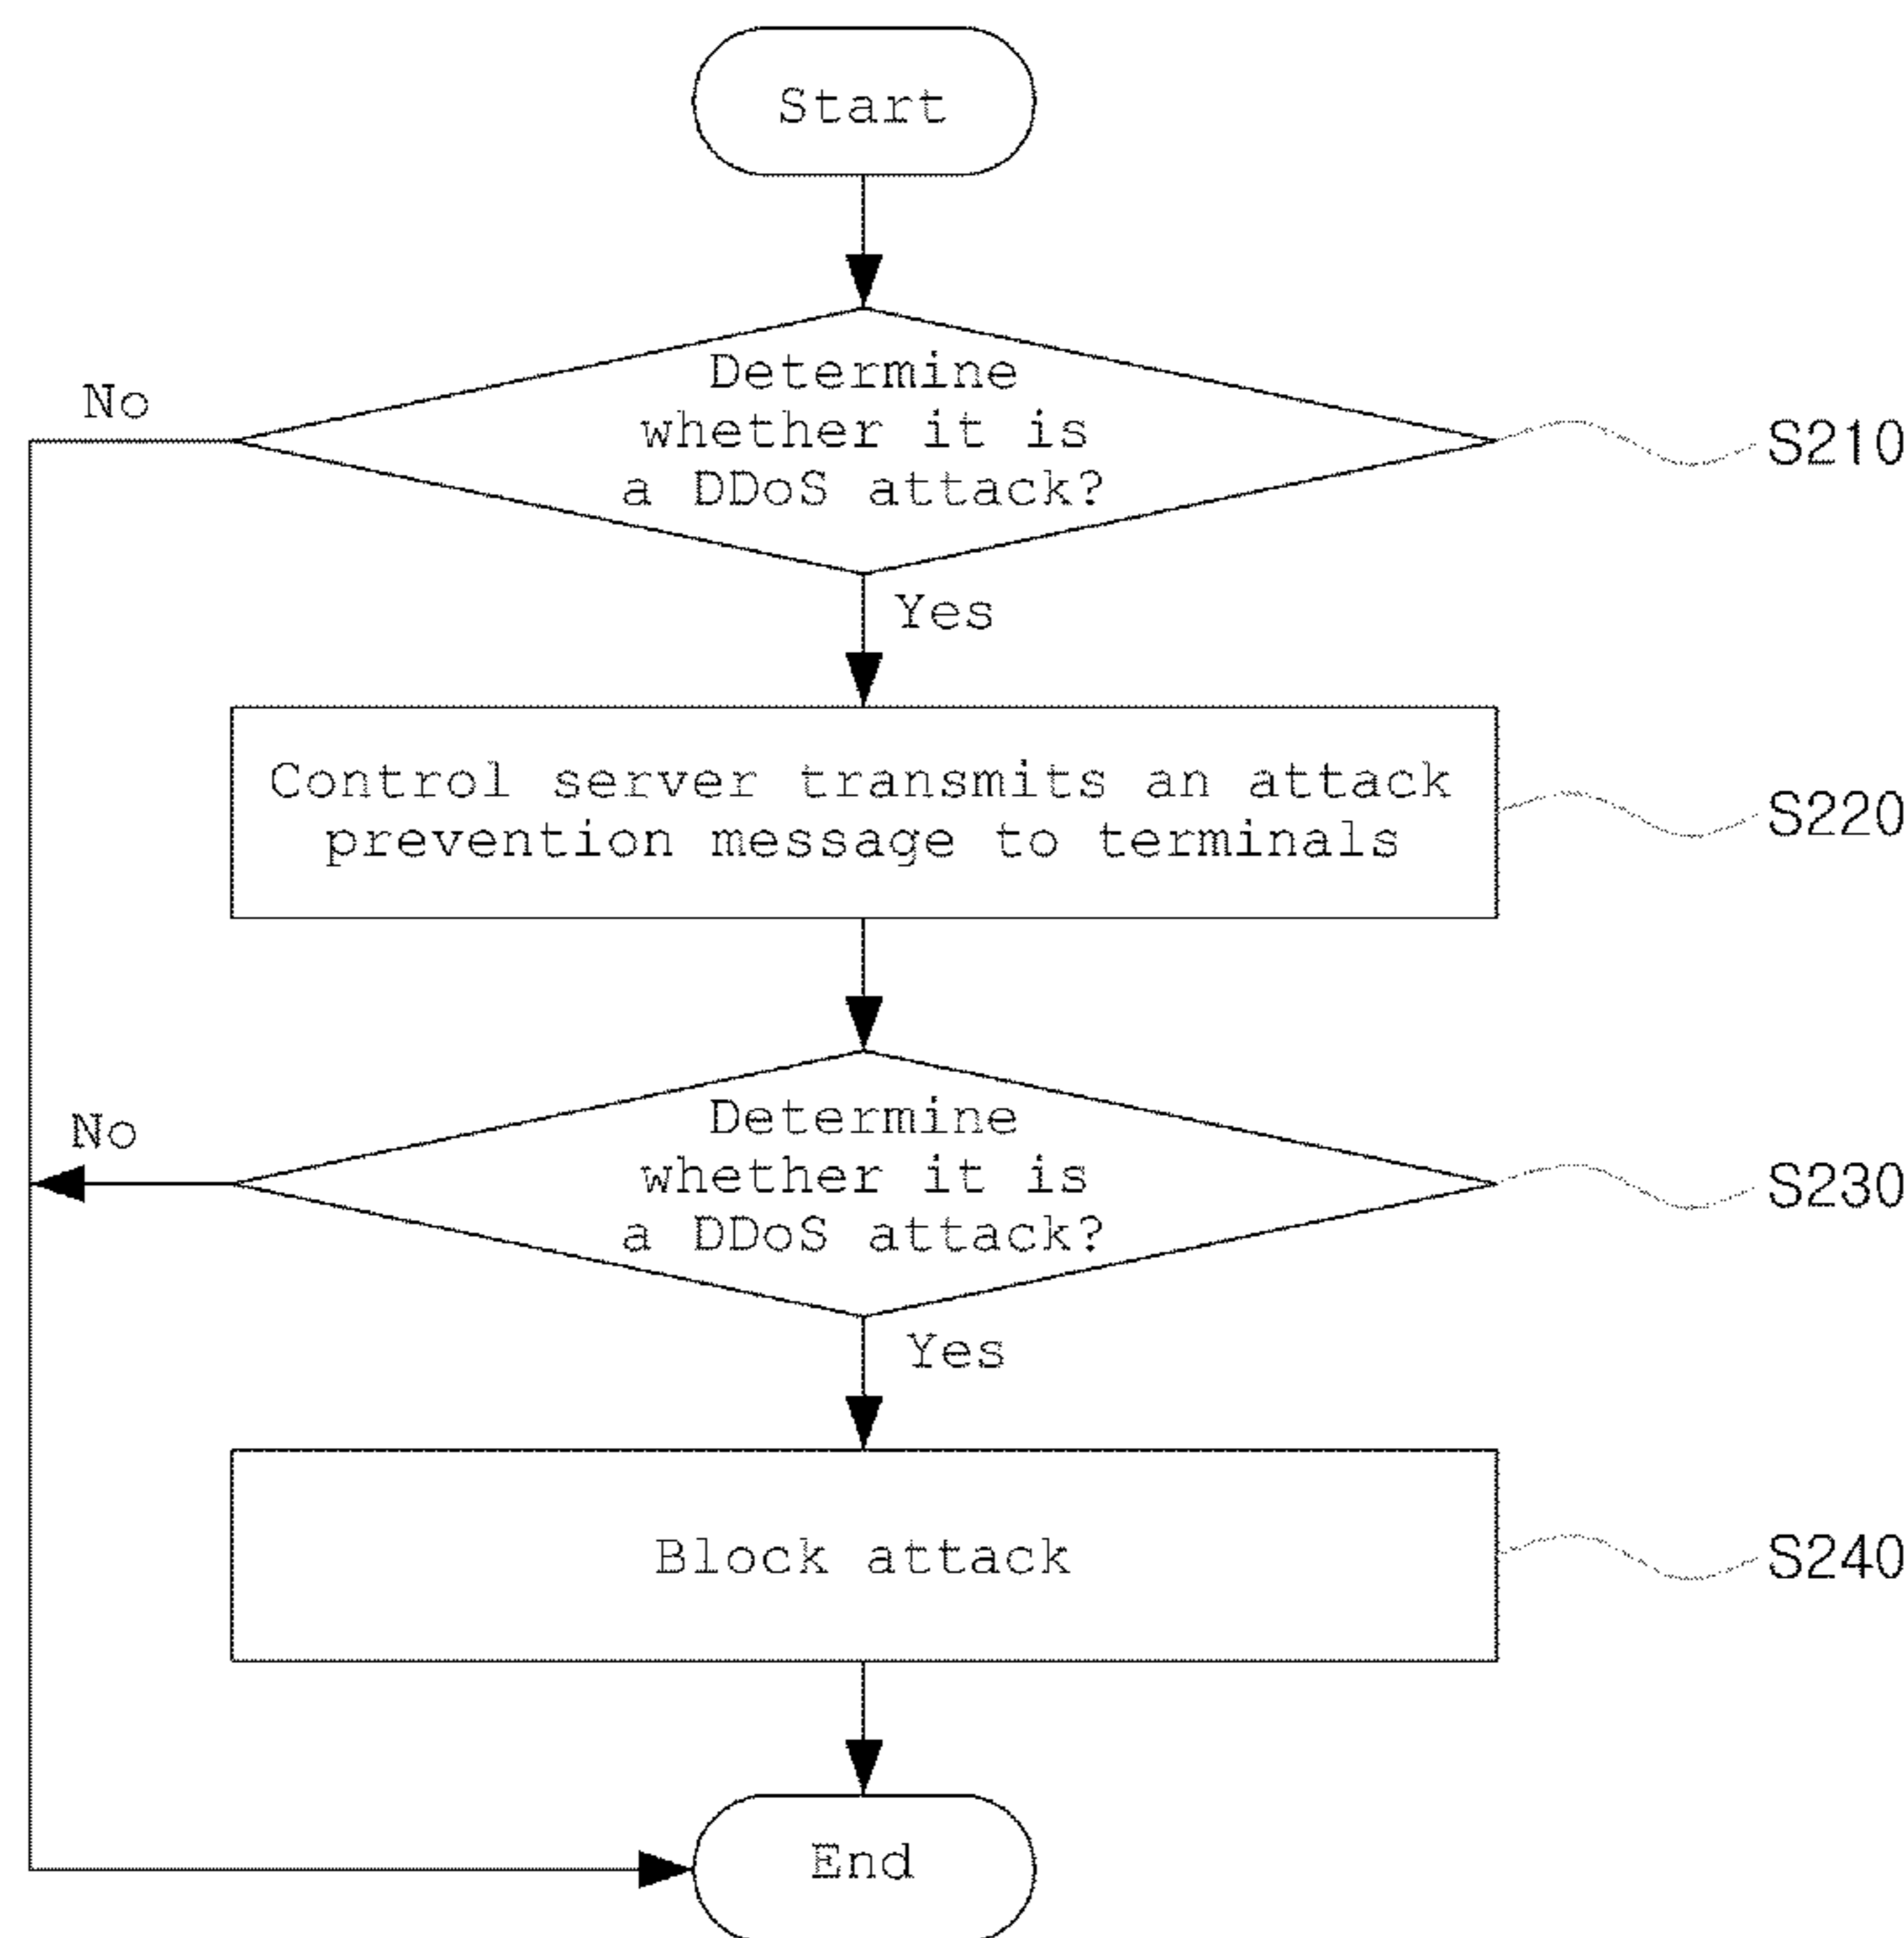 Start
No
Determine
whether it is
a DDoS attack?
S210
Yes
Control server transmits an attack
prevention message to terminals
S220
No
Determine
whether it is
a DDoS attack?
S230
Yes
Block attack
S240
End